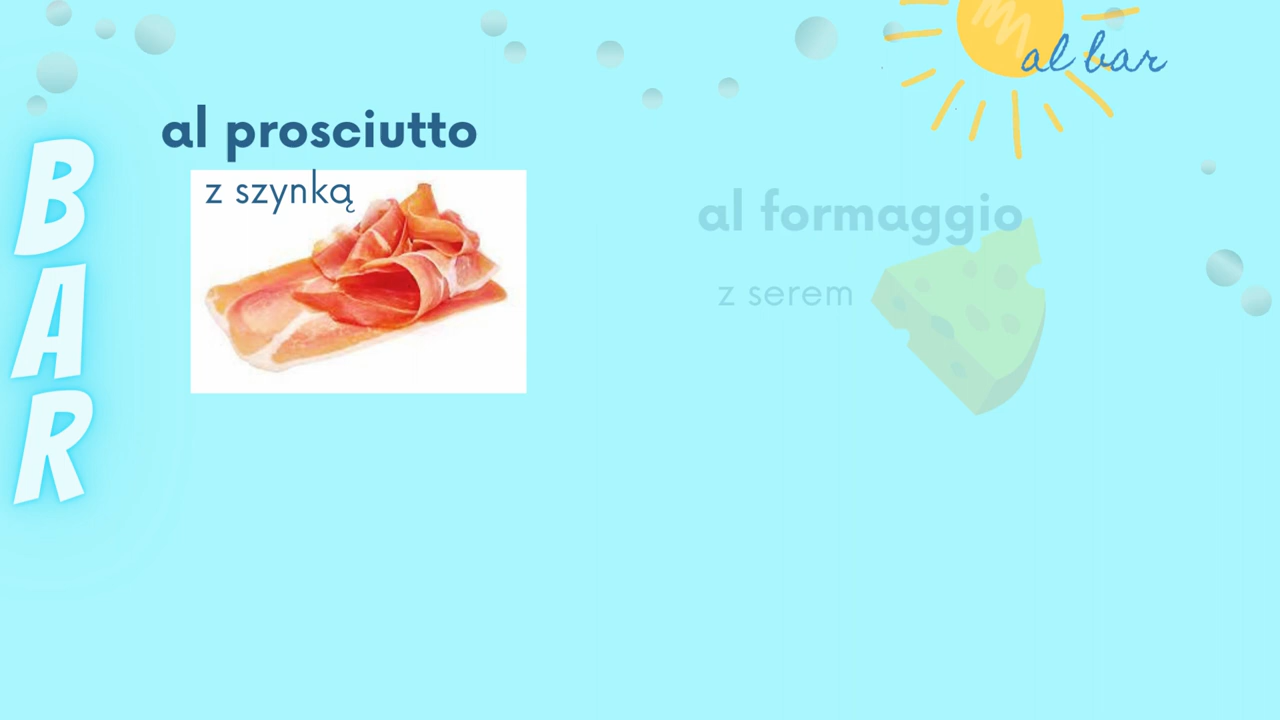 al bar
BAR
al prosciutto
z szynką
al formaggio
z serem